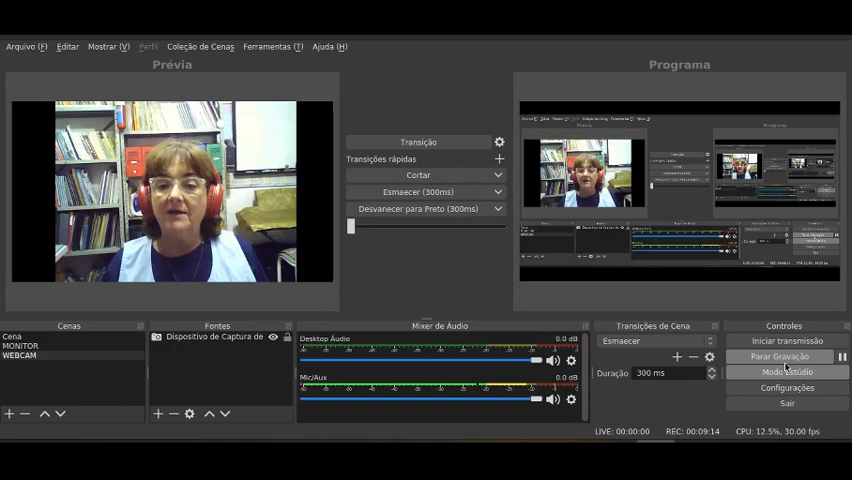 Arquivo (F) Editar Mostrar (V) Perfil Coleção de Cenas Ferramentas (T) Ajuda (H)
Prévia
Programa
Transição
Transições rápidas
Cortar
Esmaecer (300ms)
Desvanecer para Preto (300ms)
Cenas
Cena
MONTOR
WEBCAM
Fontes
Dispositivo de Captura de
Mixer de Áudio
Desktop Áudio 0.0 dB
Mic/Aux 0.0 dB
Transições de Cena
Esmaecer
Duração 300 ms
Controles
Iniciar transmissão
Parar Gravação
Modo Estúdio
Configurações
Sair
LIVE: 00:00:00 REC: 00:09:14 CPU: 12.5%, 30.00 fps